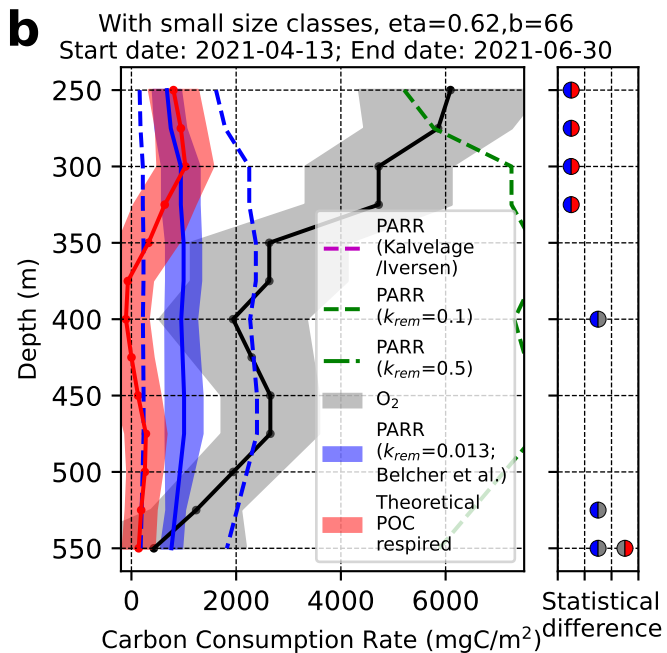 b
With small size classes, eta=0.62,b=66
Start date: 2021-04-13; End date: 2021-06-30
250
300
350
400
450
500
550
Depth (m)
PARR
(Kalvelage
/Iversen)
PARR
(k_rem=0.1)
PARR
(k_rem=0.5)
O₂
PARR
(k_rem=0.013;
Belcher et al.)
Theoretical
POC
respired
0 2000 4000 6000
Carbon Consumption Rate (mgC/m²)
Statistical
difference